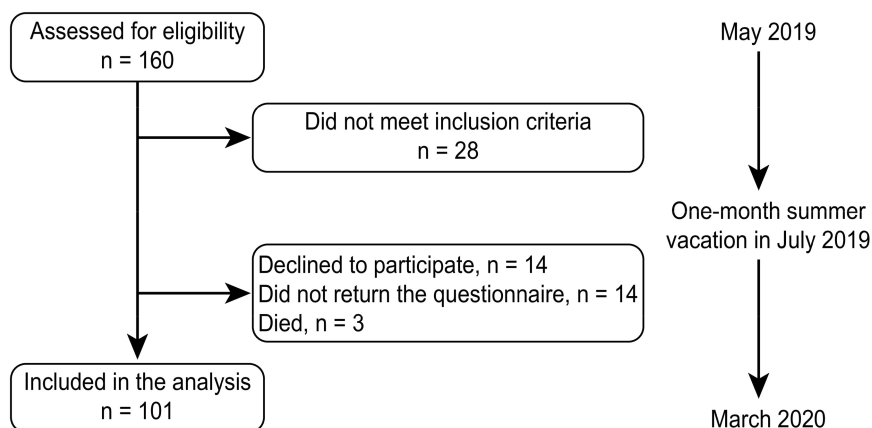 Assessed for eligibility
n = 160
Did not meet inclusion criteria
n = 28
Declined to participate, n = 14
Did not return the questionnaire, n = 14
Died, n = 3
Included in the analysis
n = 101
May 2019
One-month summer
vacation in July 2019
March 2020